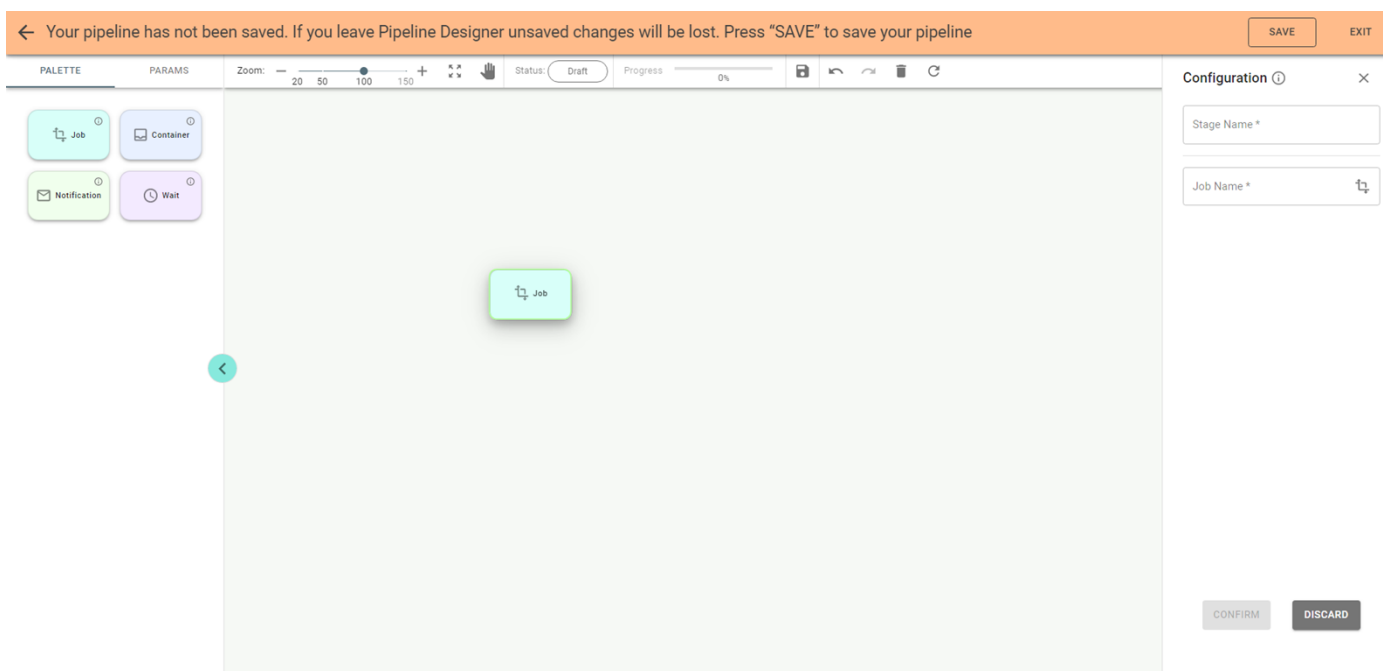 Your pipeline has not been saved. If you leave Pipeline Designer unsaved changes will be lost. Press “SAVE” to save your pipeline
SAVE
EXIT
PALETTE
PARAMS
Zoom:
20
50
100
150
Status:
Draft
Progress
0%
Configuration
Job
Container
Notification
Wait
Job
Stage Name *
Job Name *
CONFIRM
DISCARD